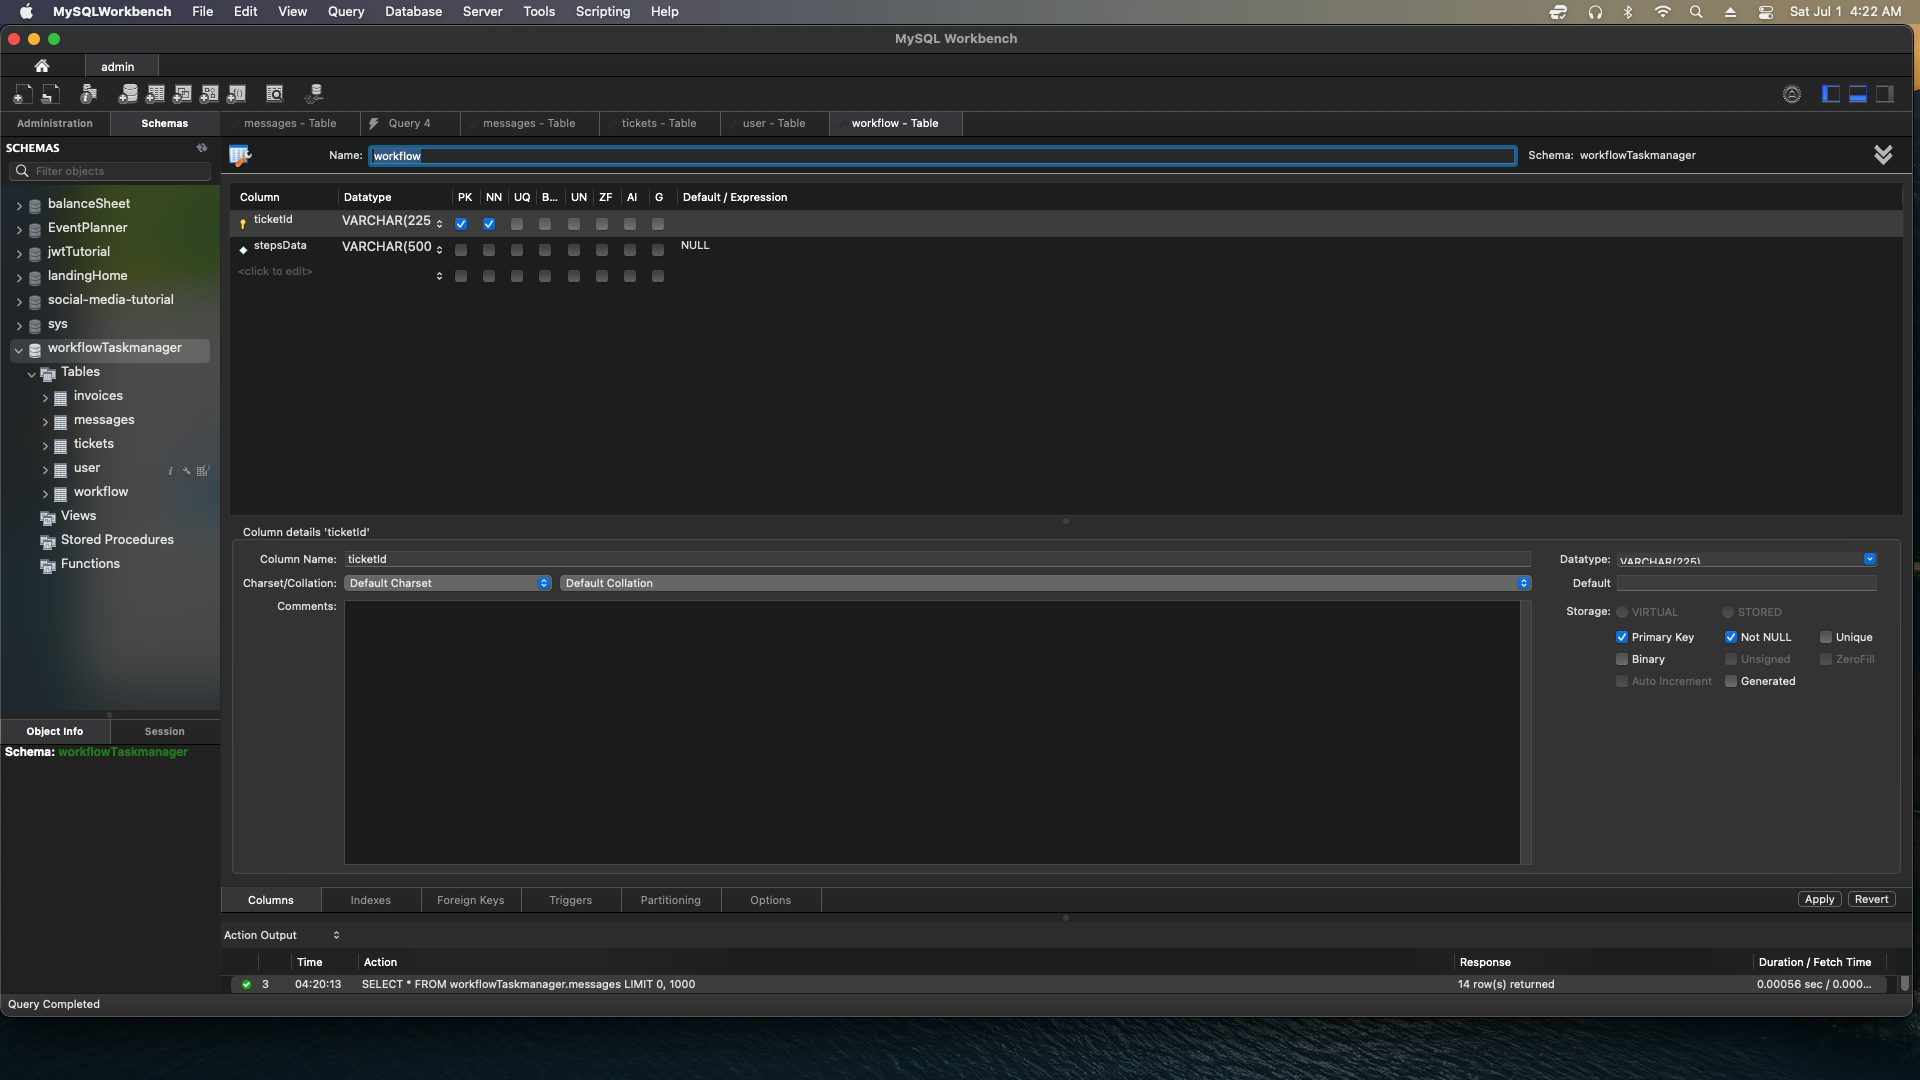 MySQLWorkbench File Edit View Query Database Server Tools Scripting Help Sat Jul 1 4:22 AM
MySQL Workbench
admin
Administration Schemas messages - Table Query 4 messages - Table tickets - Table user - Table workflow - Table
SCHEMAS
Name: workflow Schema: workflowTaskmanager
Filter objects
Column Datatype PK NN UQ B... UN ZF AI G Default / Expression
ticketId VARCHAR(225
stepsData VARCHAR(500 NULL
<click to edit>
balanceSheet
EventPlanner
jwtTutorial
landingHome
social-media-tutorial
sys
workflowTaskmanager
Tables
invoices
messages
tickets
user
workflow
Views
Stored Procedures
Functions
Column details 'ticketId'
Column Name: ticketId Datatype: VARCHAR(225)
Charset/Collation: Default Charset Default Collation Default
Comments: Storage: VIRTUAL STORED
Primary Key Not NULL Unique
Binary Unsigned ZeroFill
Auto Increment Generated
Object Info Session
Schema: workflowTaskmanager
Columns Indexes Foreign Keys Triggers Partitioning Options Apply Revert
Action Output
Time Action Response Duration / Fetch Time
3 04:20:13 SELECT * FROM workflowTaskmanager.messages LIMIT 0, 1000 14 row(s) returned 0.00056 sec / 0.000...
Query Completed